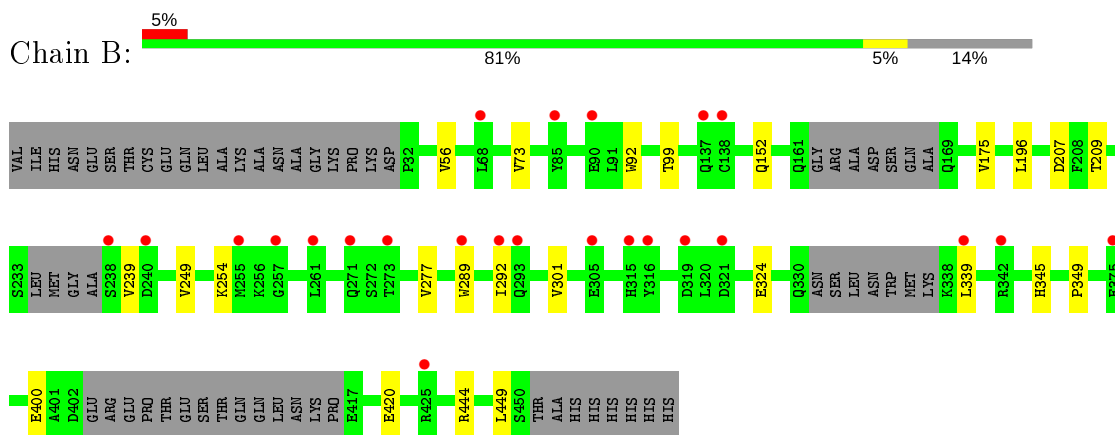 5%
Chain B:
81% 5% 14%
VAL ILE HIS ASN GLU SER THR CYS GLU GLN LEU ALA LYS ALA ASN ALA GLY LYS PRO LYS ASP P32 V56 L68 V73 Y85 E90 L91 W92 T99 Q137 C138 Q152 Q161 GLY ARG ALA ASP SER GLN ALA Q169 V175 L196 D207 F208 T209
S233 LEU MET GLY ALA S238 V239 D240 V249 K254 M255 K256 G257 L261 Q271 S272 T273 V277 W289 I292 Q293 V301 E305 H315 Y316 D319 L320 D321 E324 Q330 ASN SER LEU ASN TRP MET LYS K338 L339 R342 H345 P349
E400 A401 D402 GLU ARG GLU PRO THR GLU SER THR GLN GLN LEU ASN LYS PRO E417 E420 R425 R444 L449 S450 THR ALA HIS HIS HIS HIS HIS HIS